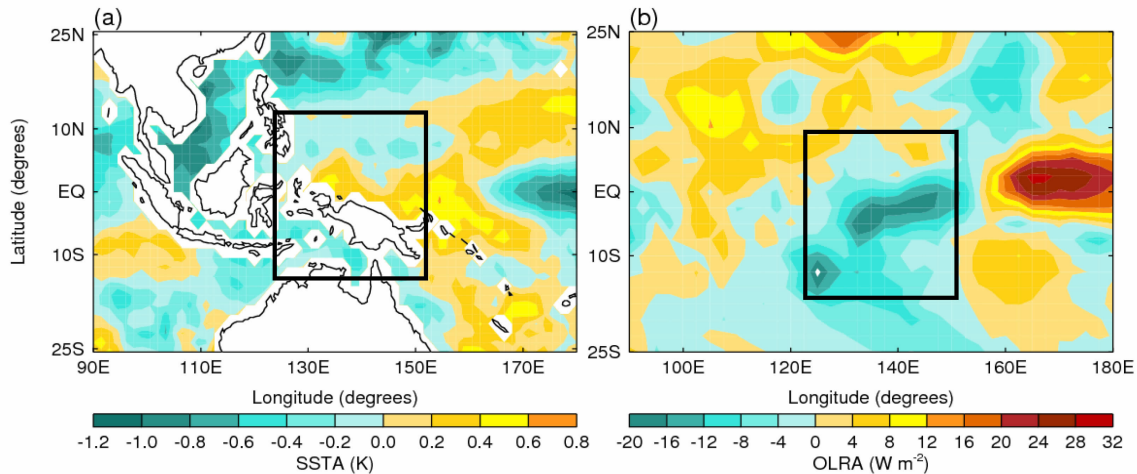 (a)
(b)
25N
10N
EQ
10S
25S
Latitude (degrees)
90E 110E 130E 150E 170E
Longitude (degrees)
-1.2 -1.0 -0.8 -0.6 -0.4 -0.2 0.0 0.2 0.4 0.6 0.8
SSTA (K)
25N
10N
EQ
10S
25S
100E 120E 140E 160E 180E
Longitude (degrees)
-20 -16 -12 -8 -4 0 4 8 12 16 20 24 28 32
OLRA (W m-2)